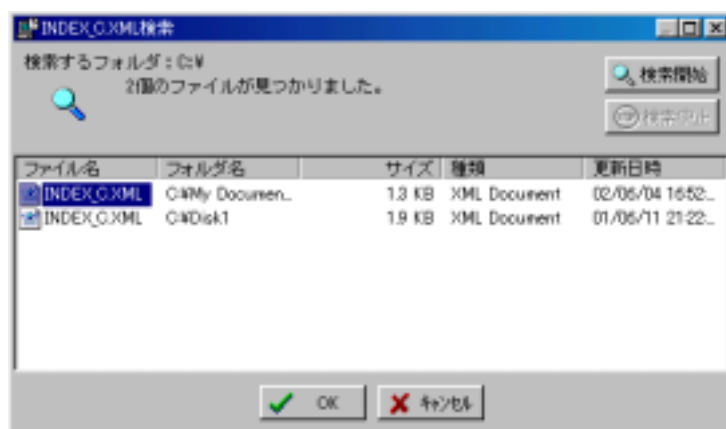 INDEX_C.XML検索
検索するフォルダ:C:¥
2個のファイルが見つかりました。
検索開始
検索中止
ファイル名 フォルダ名 サイズ 種類 更新日時
INDEX_C.XML C:¥My Documen... 1.3 KB XML Document 02/06/04 16:52:...
INDEX_C.XML C:¥Disk1 1.9 KB XML Document 01/06/11 21:22:...
OK キャンセル